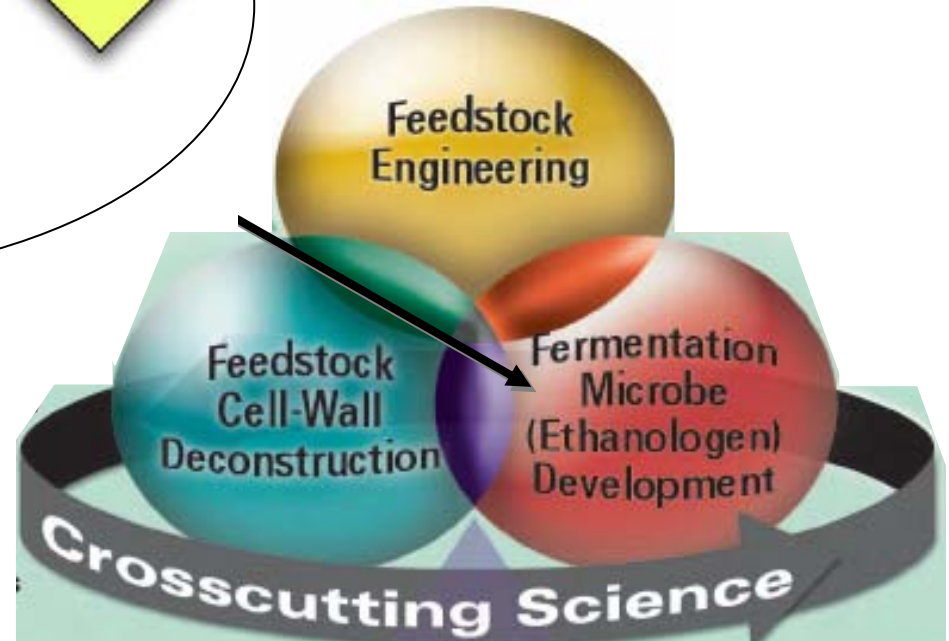 Feedstock
Engineering
Feedstock
Cell-Wall
Deconstruction
Fermentation
Microbe
(Ethanologen)
Development
Crosscutting Science